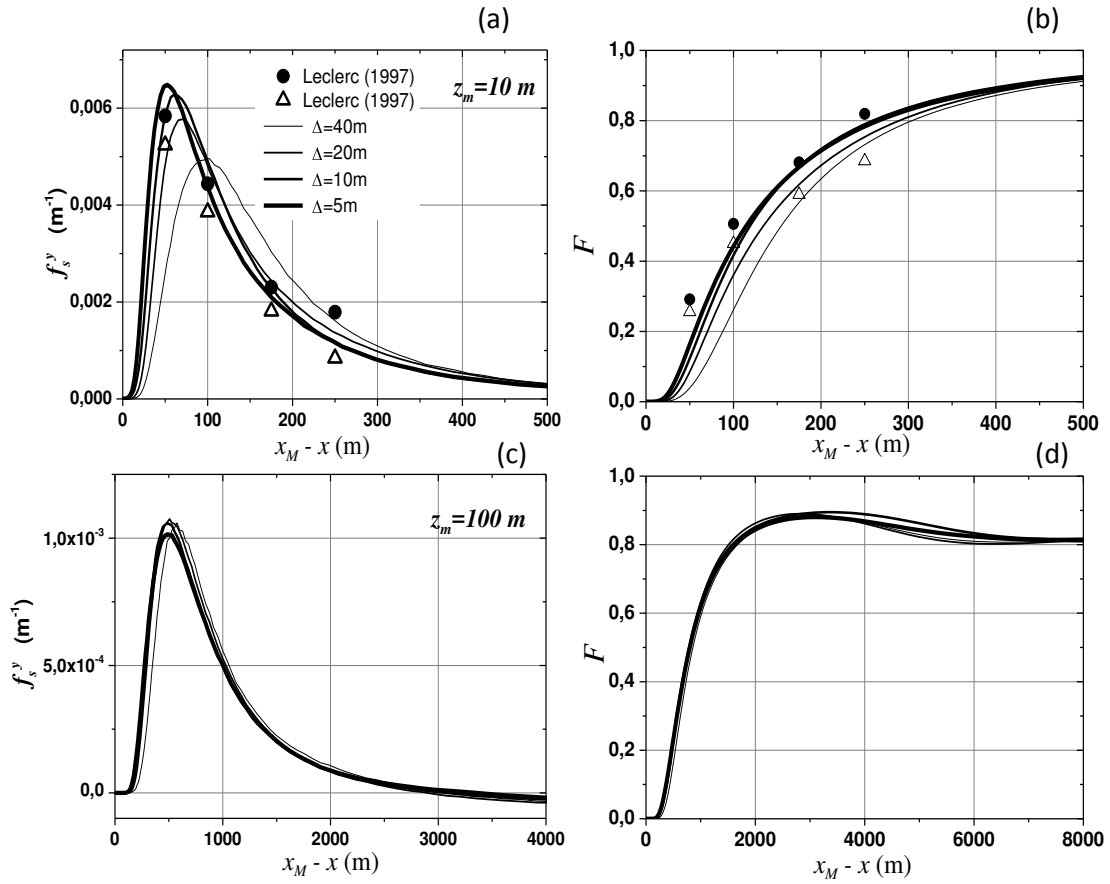 (a)
0,006
0,004
0,002
0,000
f_s^y (m⁻¹)
Leclerc (1997)
Leclerc (1997)
Δ=40m
Δ=20m
Δ=10m
Δ=5m
z_m=10 m
0 100 200 300 400 500
x_M - x (m)
(b)
1,0
0,8
0,6
0,4
0,2
0,0
F
0 100 200 300 400 500
x_M - x (m)
(c)
1,0x10⁻³
5,0x10⁻⁴
0,0
f_s^y (m⁻¹)
z_m=100 m
0 1000 2000 3000 4000
x_M - x (m)
(d)
1,0
0,8
0,6
0,4
0,2
0,0
F
0 2000 4000 6000 8000
x_M - x (m)